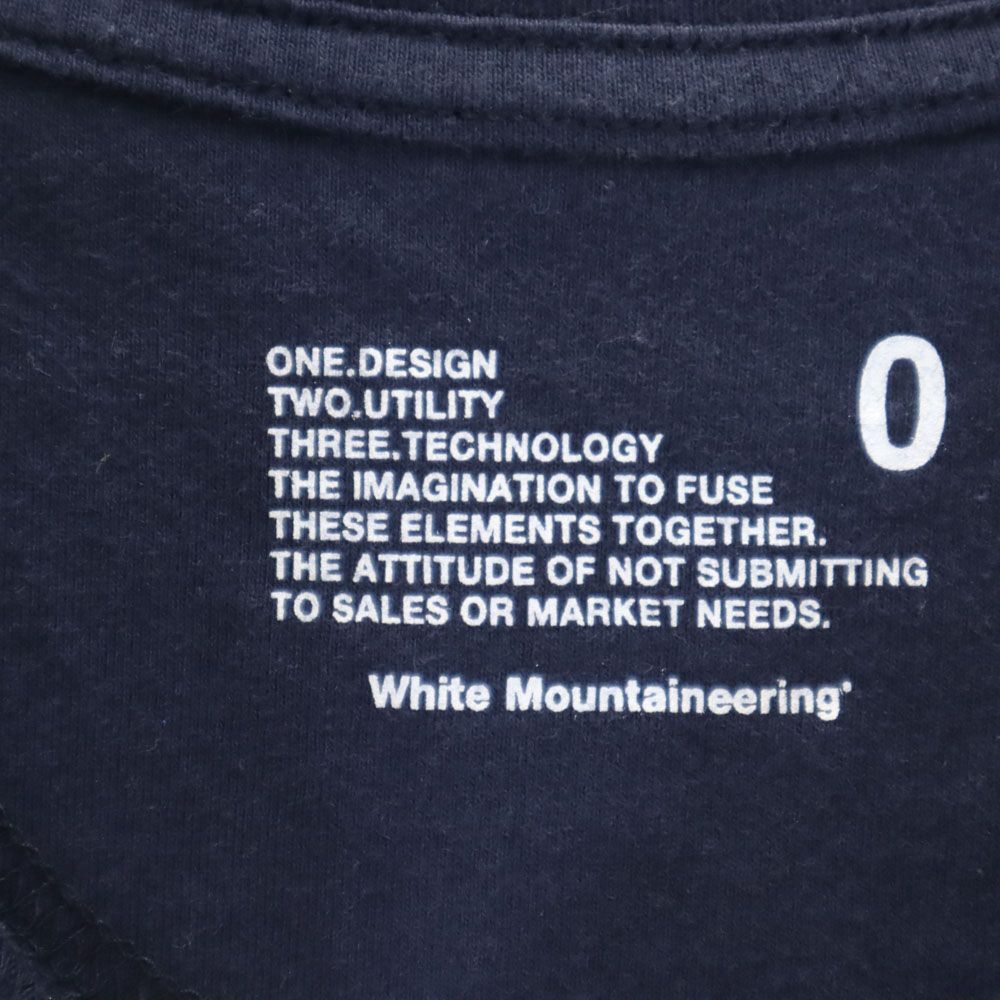 ONE.DESIGN
TWO.UTILITY
THREE.TECHNOLOGY
THE IMAGINATION TO FUSE
THESE ELEMENTS TOGETHER.
THE ATTITUDE OF NOT SUBMITTING
TO SALES OR MARKET NEEDS.
0
White Mountaineering